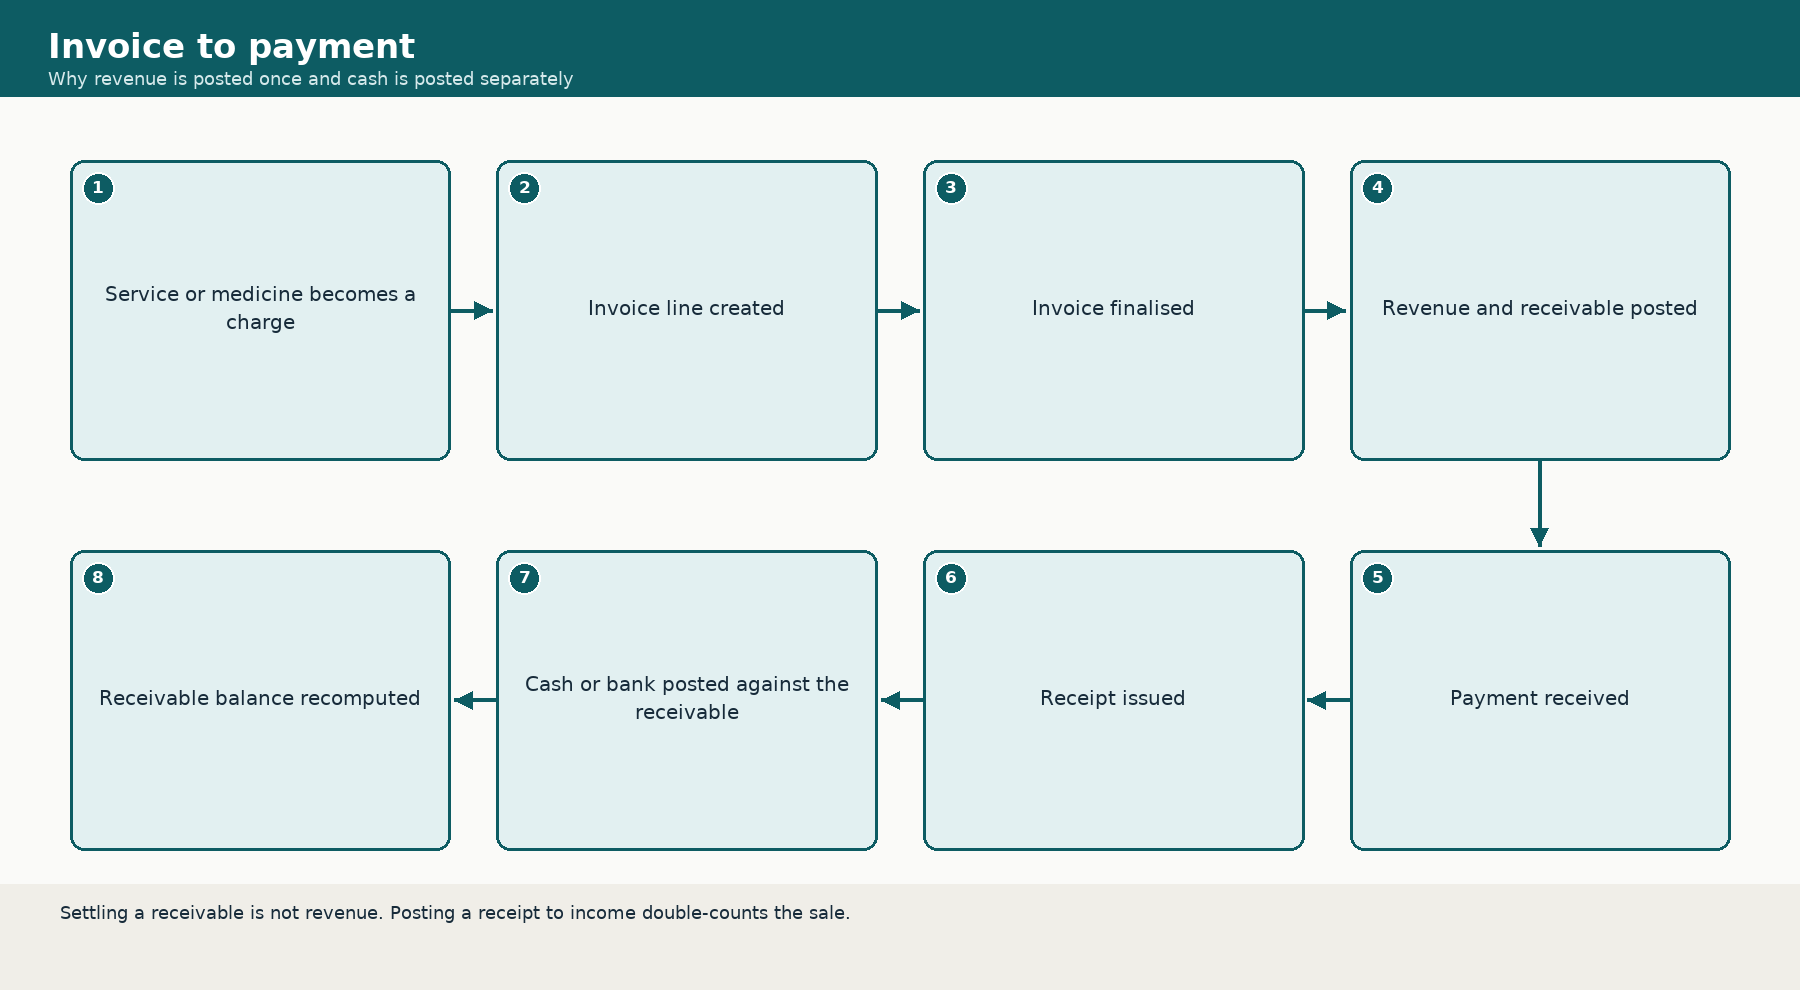 Invoice to payment
Why revenue is posted once and cash is posted separately
1
Service or medicine becomes a
charge
2
Invoice line created
3
Invoice finalised
4
Revenue and receivable posted
5
Payment received
6
Receipt issued
7
Cash or bank posted against the
receivable
8
Receivable balance recomputed
Settling a receivable is not revenue. Posting a receipt to income double-counts the sale.